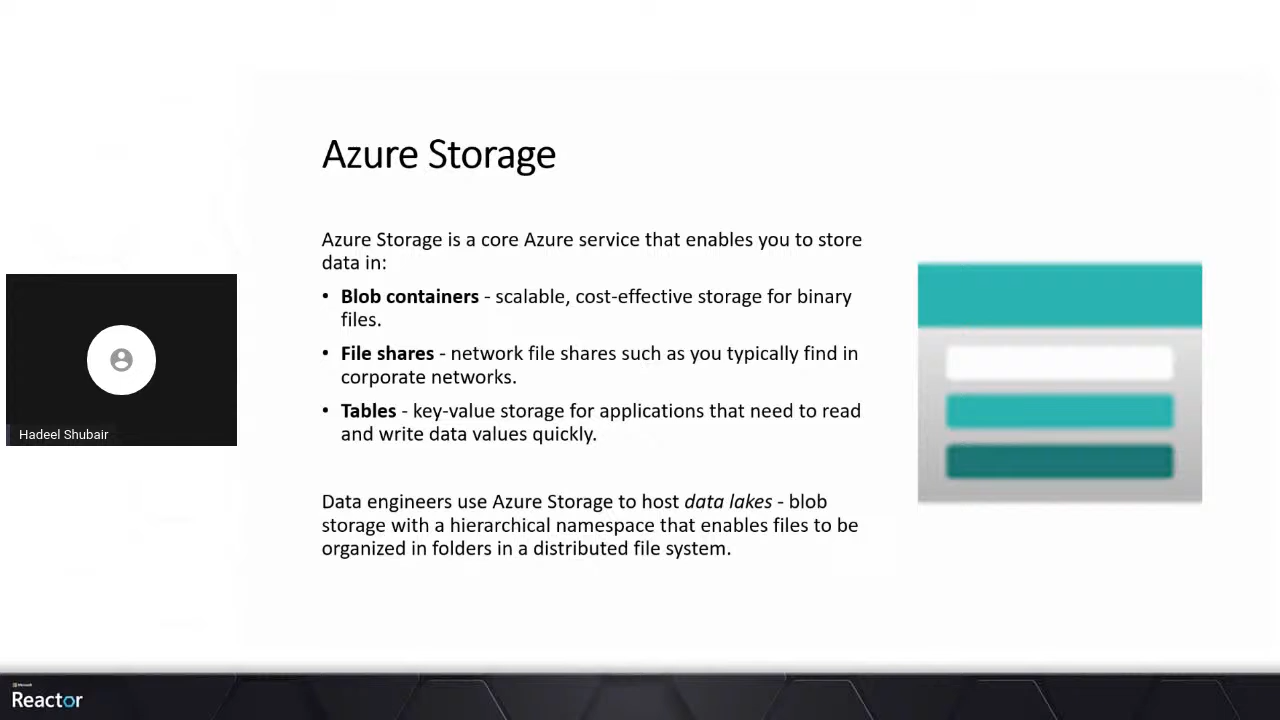 Azure Storage
Azure Storage is a core Azure service that enables you to store
data in:
• Blob containers - scalable, cost-effective storage for binary
files.
• File shares - network file shares such as you typically find in
corporate networks.
• Tables - key-value storage for applications that need to read
and write data values quickly.
Data engineers use Azure Storage to host data lakes - blob
storage with a hierarchical namespace that enables files to be
organized in folders in a distributed file system.
Hadeel Shubair
Microsoft
Reactor